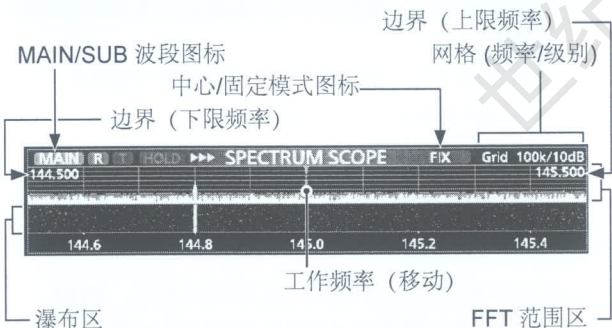 边界（上限频率）
MAIN/SUB 波段图标
网格 (频率/级别)
中心/固定模式图标
边界（下限频率）
MAIN R T HOLD ▸▸▸ SPECTRUM SCOPE FIX Grid 100k/10dB
144.500 145.500
144.6 144.8 145.0 145.2 145.4
工作频率（移动）
瀑布区
FFT 范围区
世纪